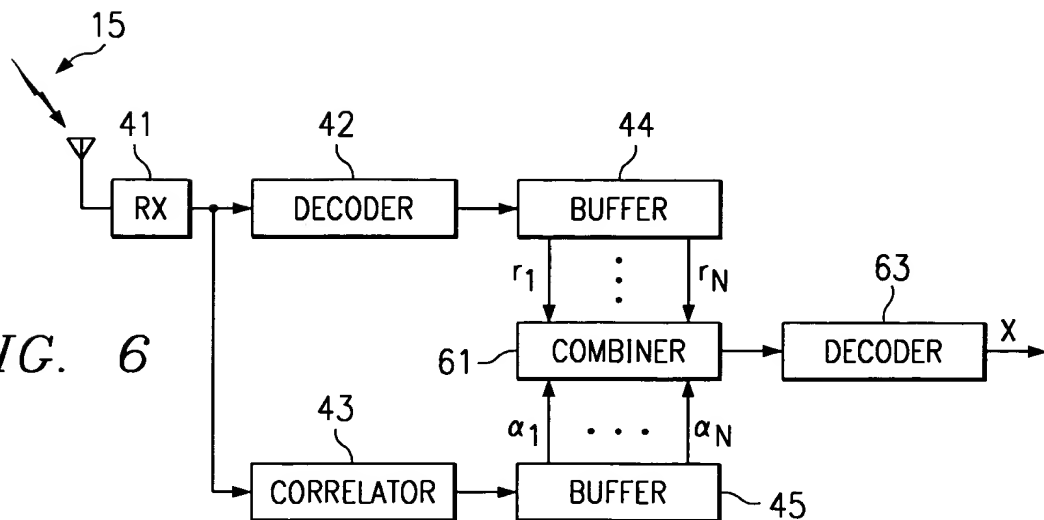 15
41
42
44
RX
DECODER
BUFFER
r1
rN
63
61
COMBINER
DECODER
X
IG. 6
43
α1
αN
CORRELATOR
BUFFER
45